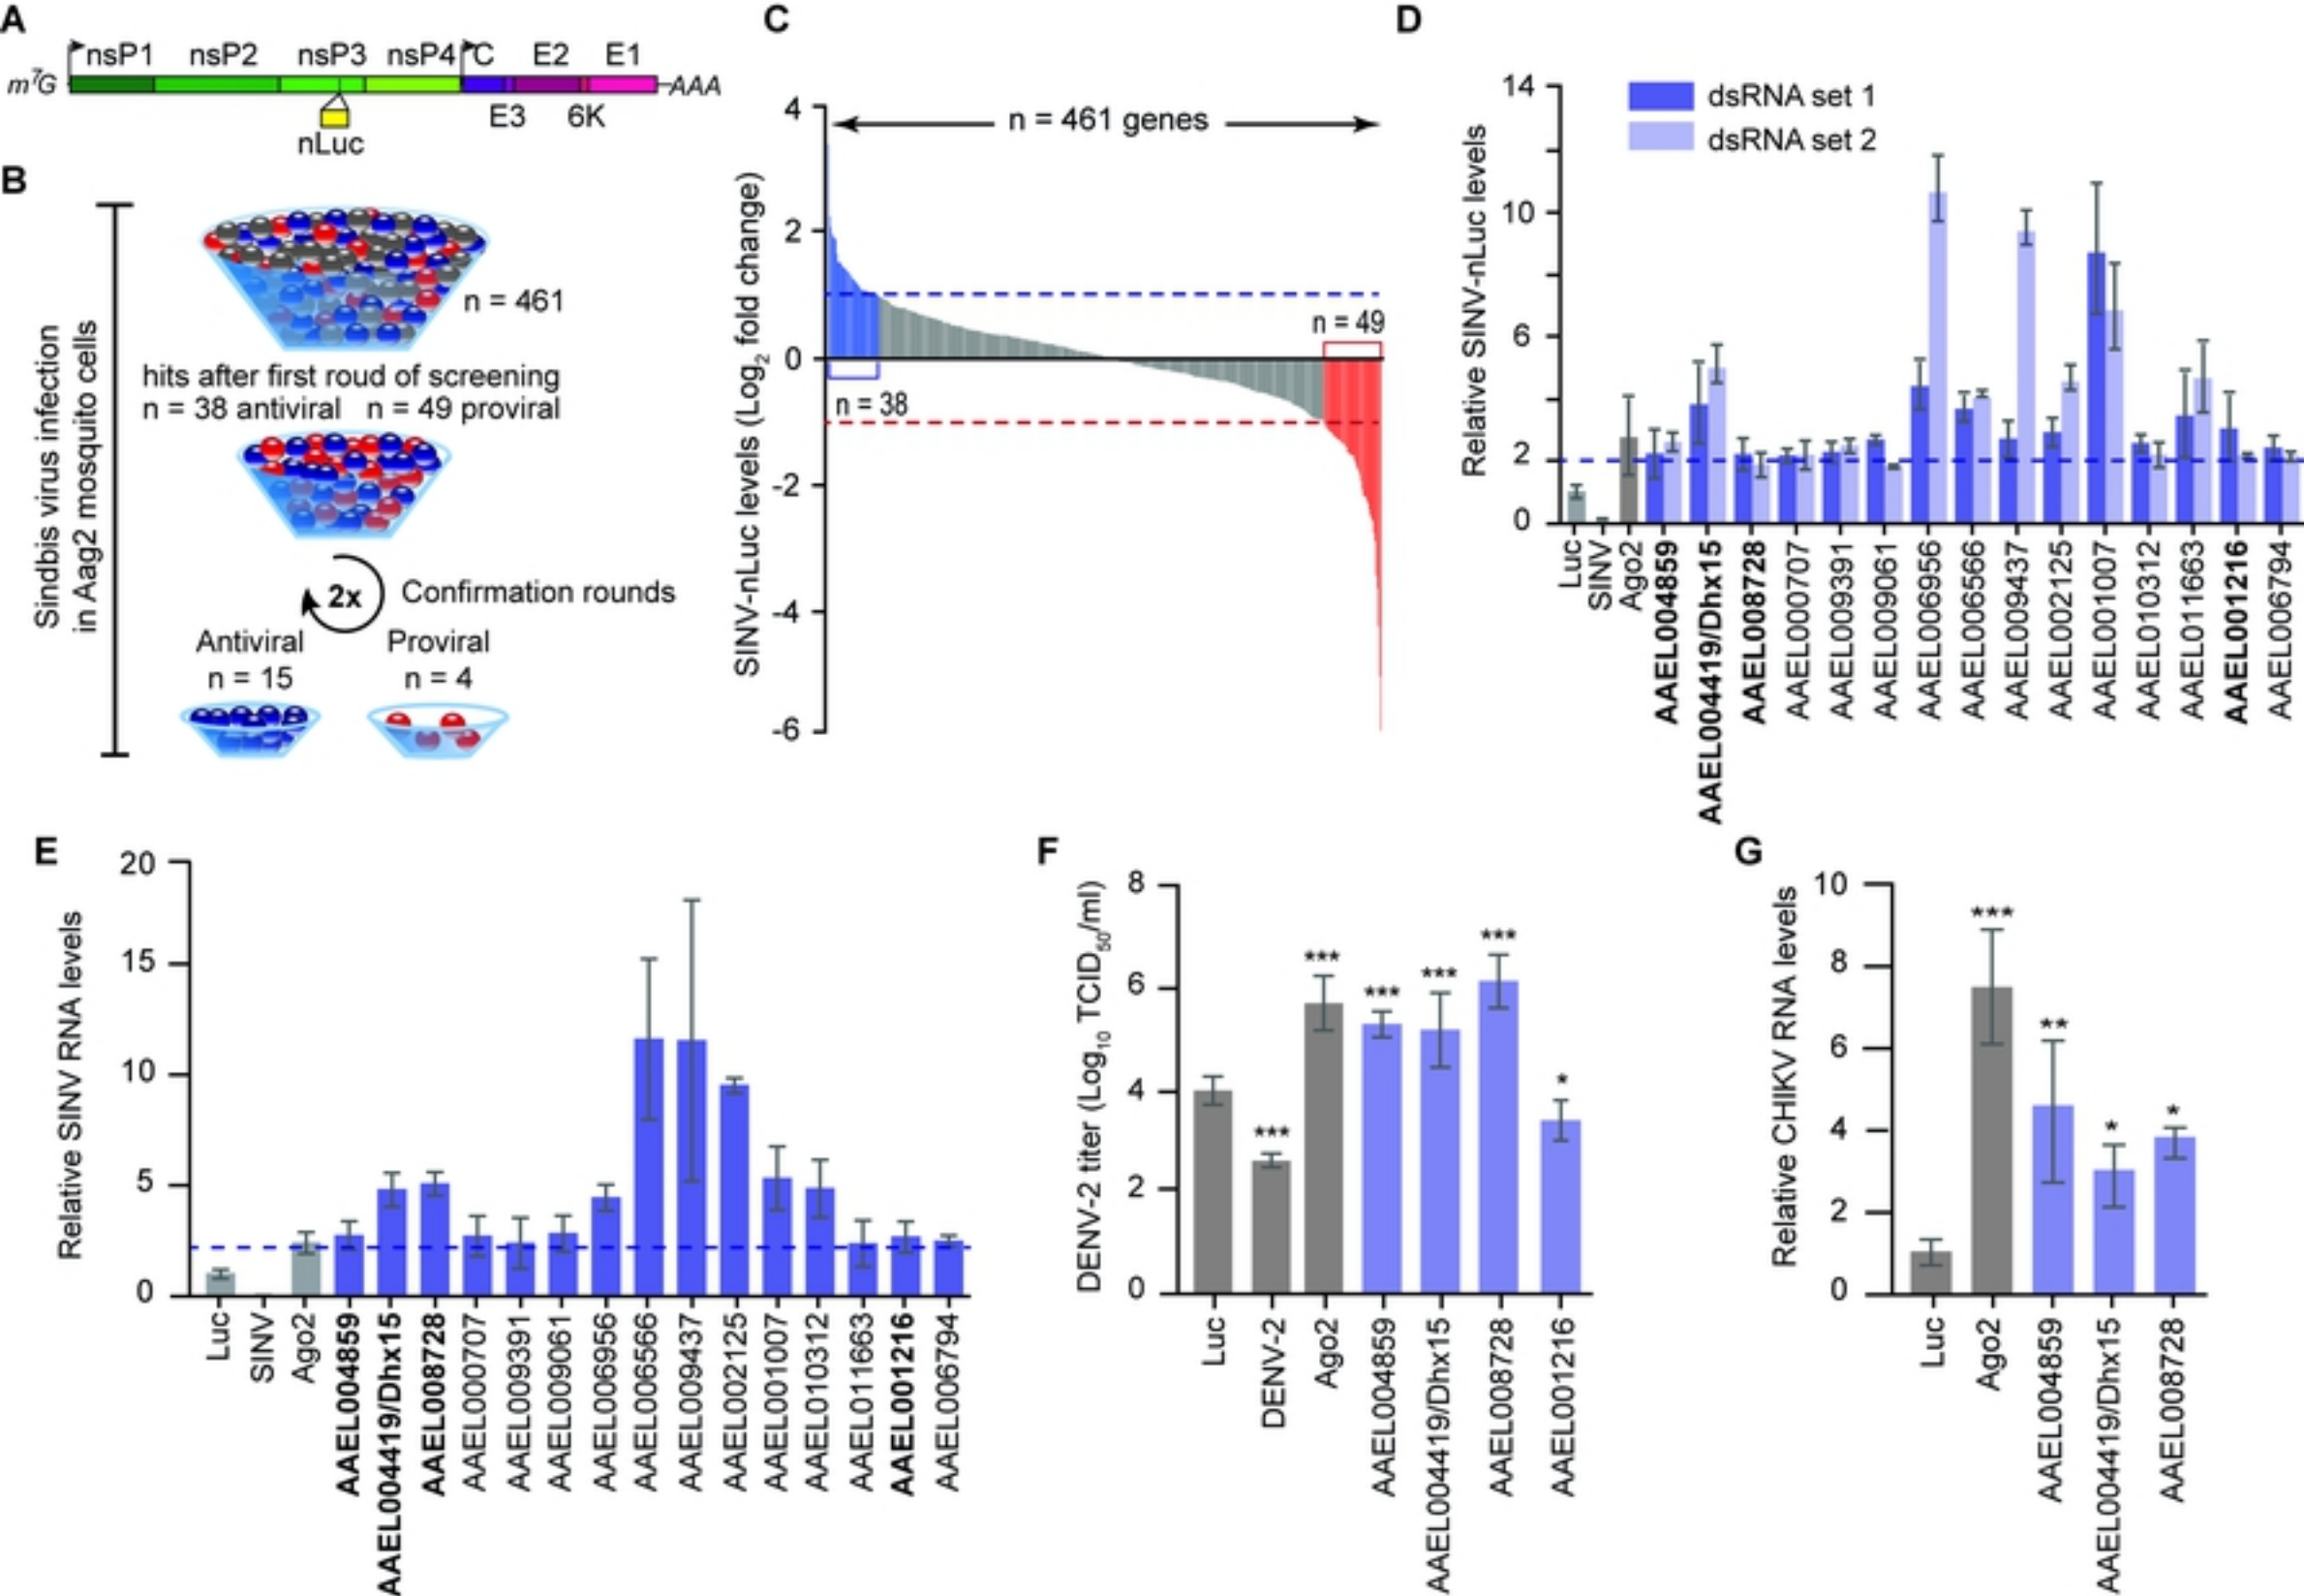 A
nsP1 nsP2 nsP3 nsP4 C E2 E1
m⁷G AAA
E3 6K
nLuc
B
Sindbis virus infection
in Aag2 mosquito cells
n = 461
hits after first roud of screening
n = 38 antiviral n = 49 proviral
2x Confirmation rounds
Antiviral Proviral
n = 15 n = 4
C
SINV-nLuc levels (Log₂ fold change)
4
2
0
-2
-4
-6
n = 461 genes
n = 49
n = 38
D
Relative SINV-nLuc levels
14
10
6
2
0
dsRNA set 1
dsRNA set 2
Luc
SINV
Ago2
AAEL004859
AAEL004419/Dhx15
AAEL008728
AAEL000707
AAEL009391
AAEL009061
AAEL006956
AAEL006566
AAEL009437
AAEL002125
AAEL001007
AAEL010312
AAEL011663
AAEL001216
AAEL006794
E
Relative SINV RNA levels
20
15
10
5
0
Luc
SINV
Ago2
AAEL004859
AAEL004419/Dhx15
AAEL008728
AAEL000707
AAEL009391
AAEL009061
AAEL006956
AAEL006566
AAEL009437
AAEL002125
AAEL001007
AAEL010312
AAEL011663
AAEL001216
AAEL006794
F
DENV-2 titer (Log₁₀ TCID₅₀/ml)
8
6
4
2
0
*** *** *** *** *** *
Luc
DENV-2
Ago2
AAEL004859
AAEL004419/Dhx15
AAEL008728
AAEL001216
G
Relative CHIKV RNA levels
10
8
6
4
2
0
*** ** * *
Luc
Ago2
AAEL004859
AAEL004419/Dhx15
AAEL008728